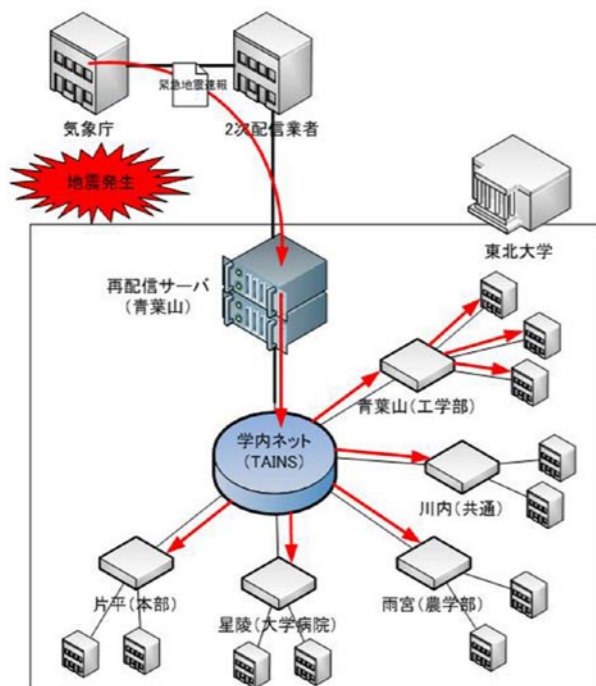 緊急地震速報
気象庁
2次配信業者
地震発生
東北大学
再配信サーバ
(青葉山)
青葉山(工学部)
学内ネット
(TAINS)
川内(共通)
片平(本部)
星陵(大学病院)
雨宮(農学部)